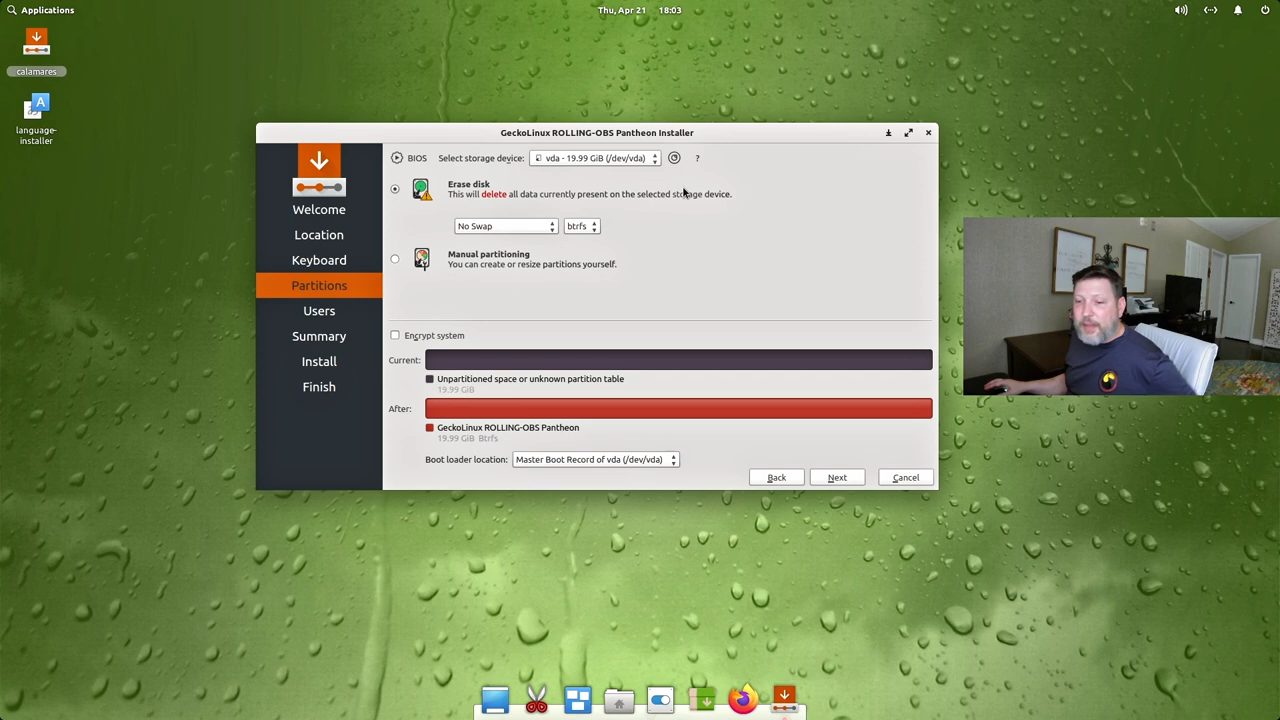 Applications
Thu, Apr 21 18:03
calamares
A
language-
installer
GeckoLinux ROLLING-OBS Pantheon Installer
Welcome
Location
Keyboard
Partitions
Users
Summary
Install
Finish
BIOS Select storage device: vda - 19.99 GiB (/dev/vda) ?
Erase disk
This will delete all data currently present on the selected storage device.
No Swap btrfs
Manual partitioning
You can create or resize partitions yourself.
Encrypt system
Current:
Unpartitioned space or unknown partition table
19.99 GiB
After:
GeckoLinux ROLLING-OBS Pantheon
19.99 GiB Btrfs
Boot loader location: Master Boot Record of vda (/dev/vda)
Back Next Cancel